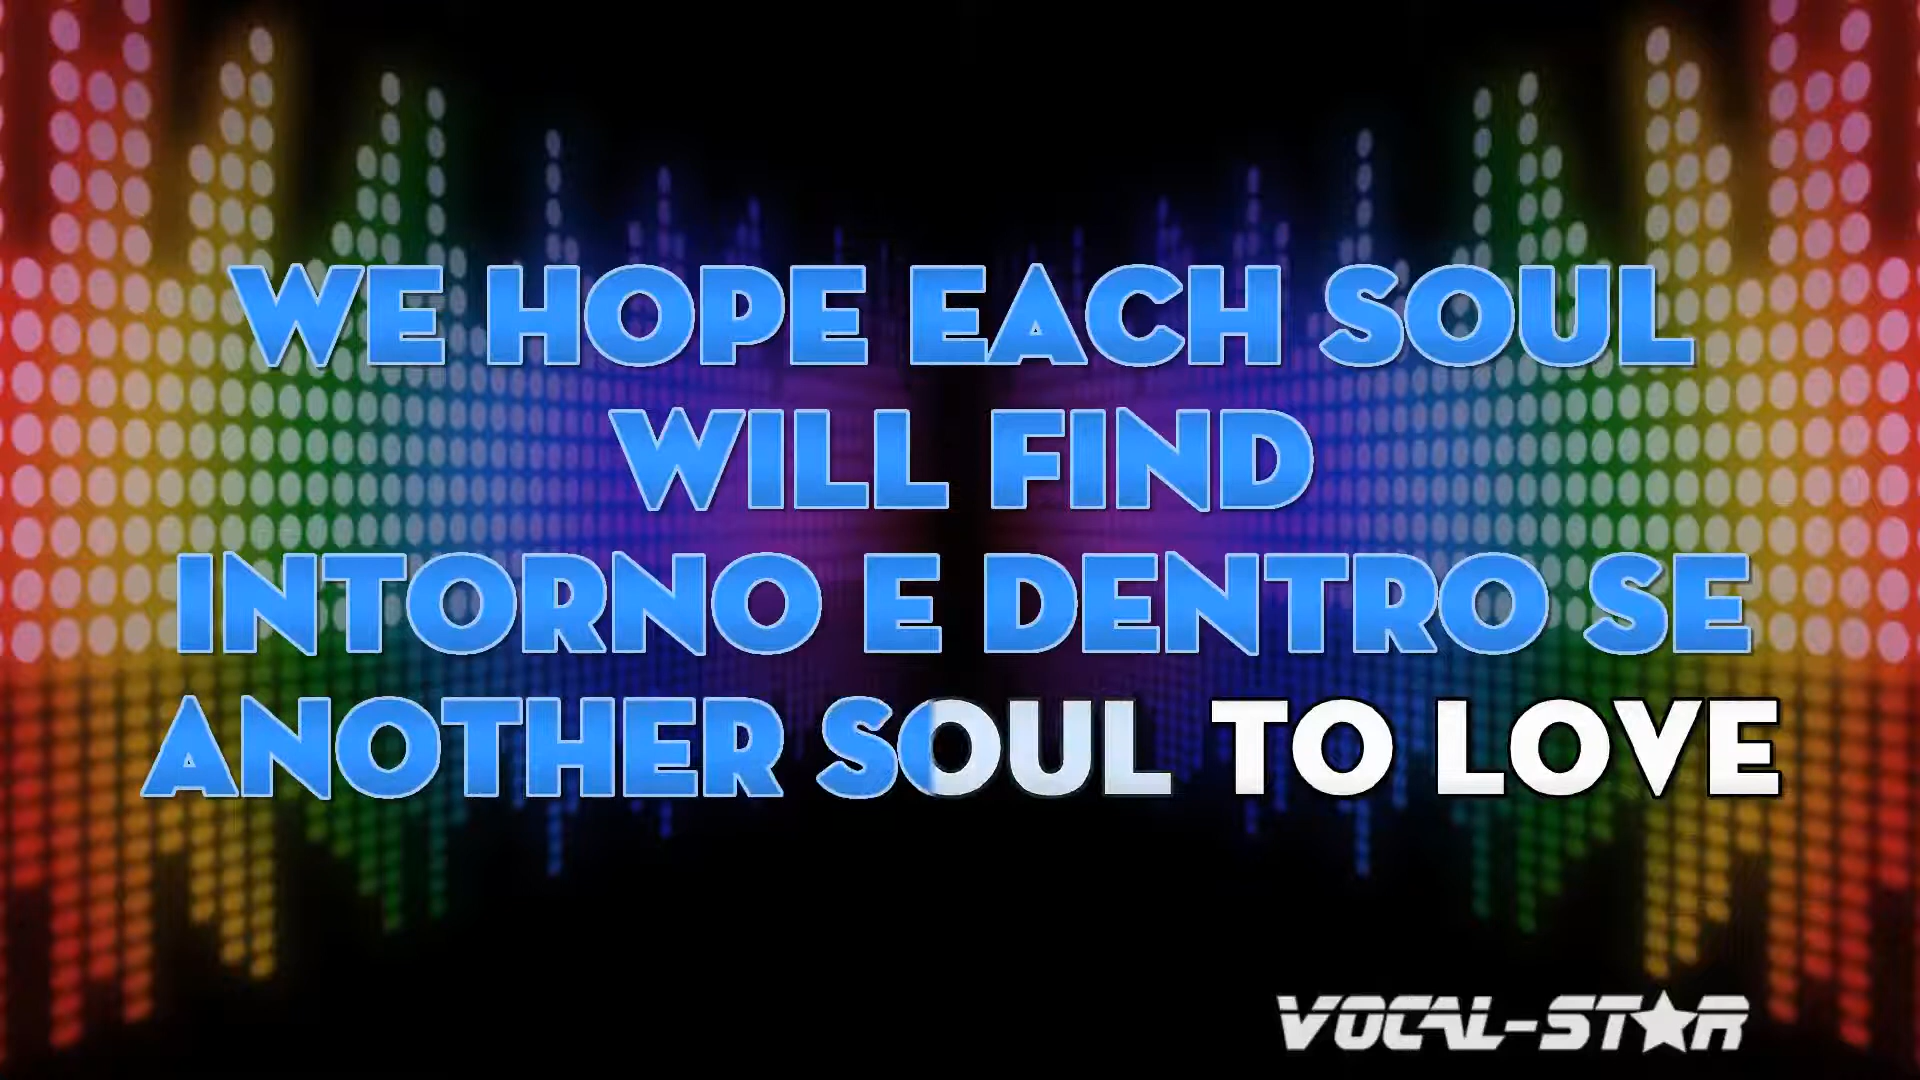 WE HOPE EACH SOUL
WILL FIND
INTORNO E DENTRO SE
ANOTHER SOUL TO LOVE
VOCAL-STAR